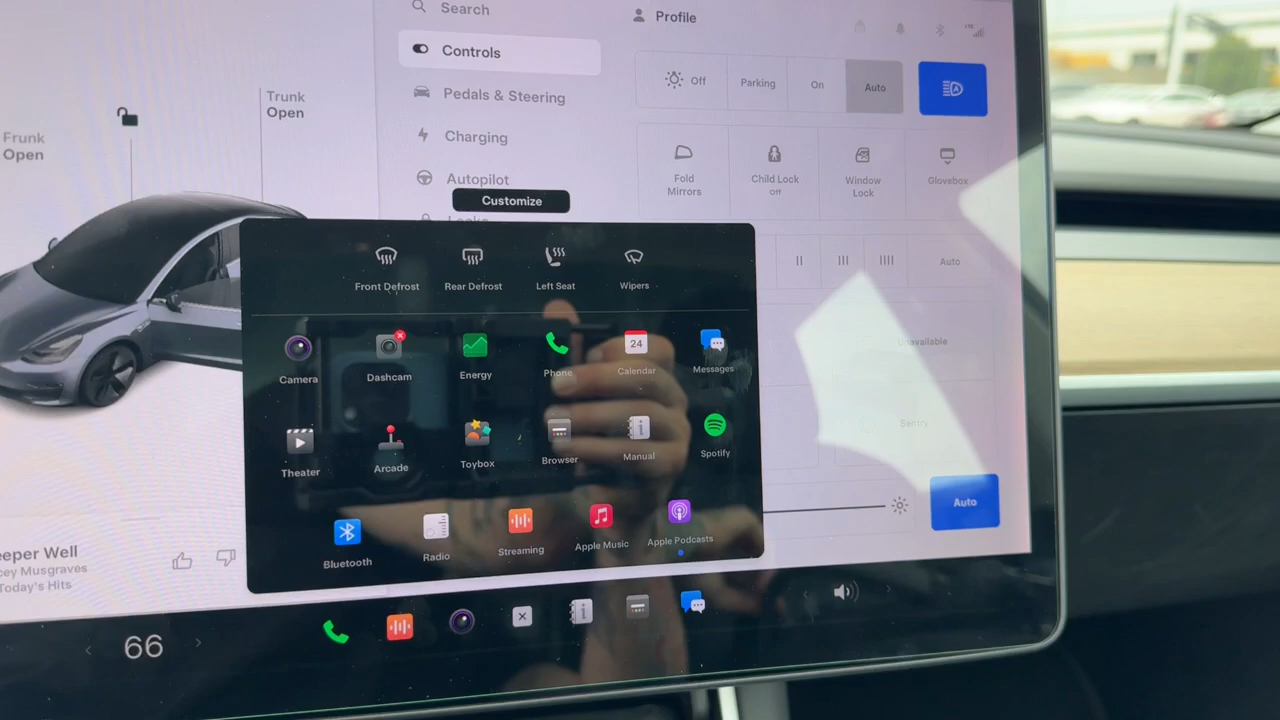 Search
Profile
Controls
Off
Parking
On
Auto
Pedals & Steering
Charging
Autopilot
Fold
Mirrors
Child Lock
Off
Window
Lock
Glovebox
Trunk
Open
Frunk
Open
Customize
Front Defrost
Rear Defrost
Left Seat
Wipers
Auto
Camera
Dashcam
Energy
Phone
24
Calendar
Messages
Unavailable
Theater
Arcade
Toybox
Browser
Manual
Spotify
Sentry
Bluetooth
Radio
Streaming
Apple Music
Apple Podcasts
Auto
eeper Well
cey Musgraves
Today's Hits
66